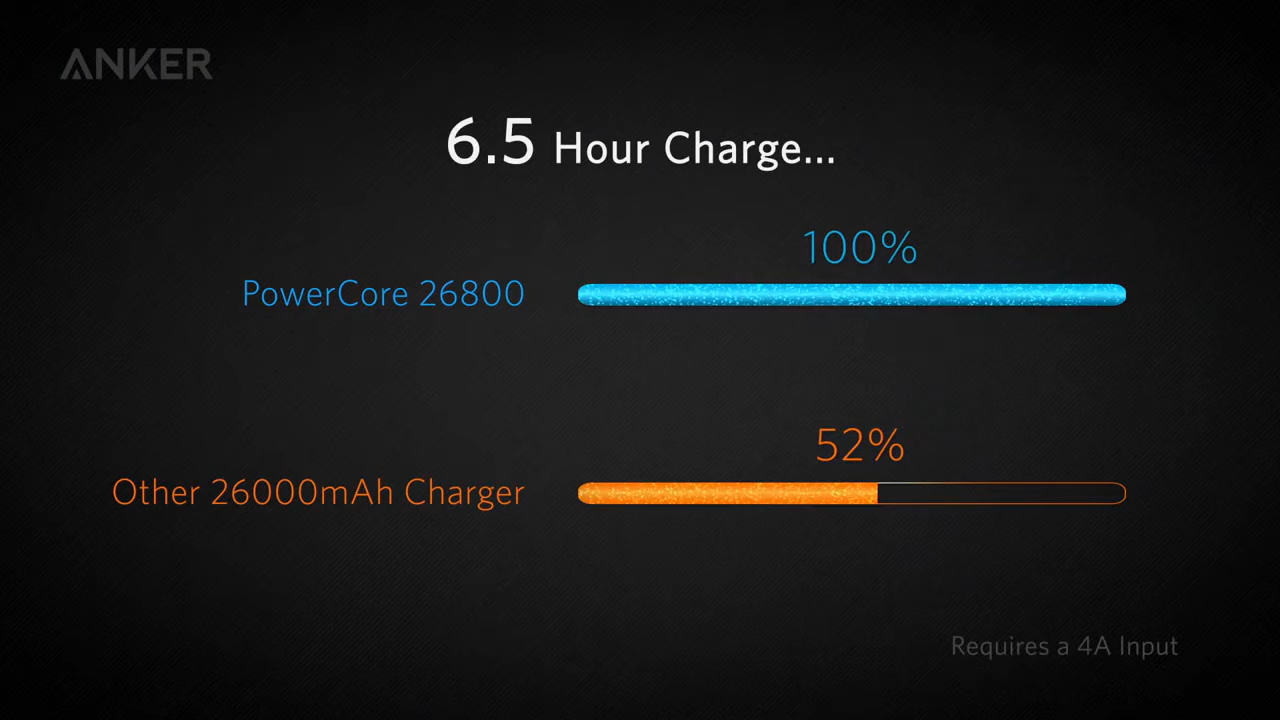 ANKER
6.5 Hour Charge...
100%
PowerCore 26800
52%
Other 26000mAh Charger
Requires a 4A Input